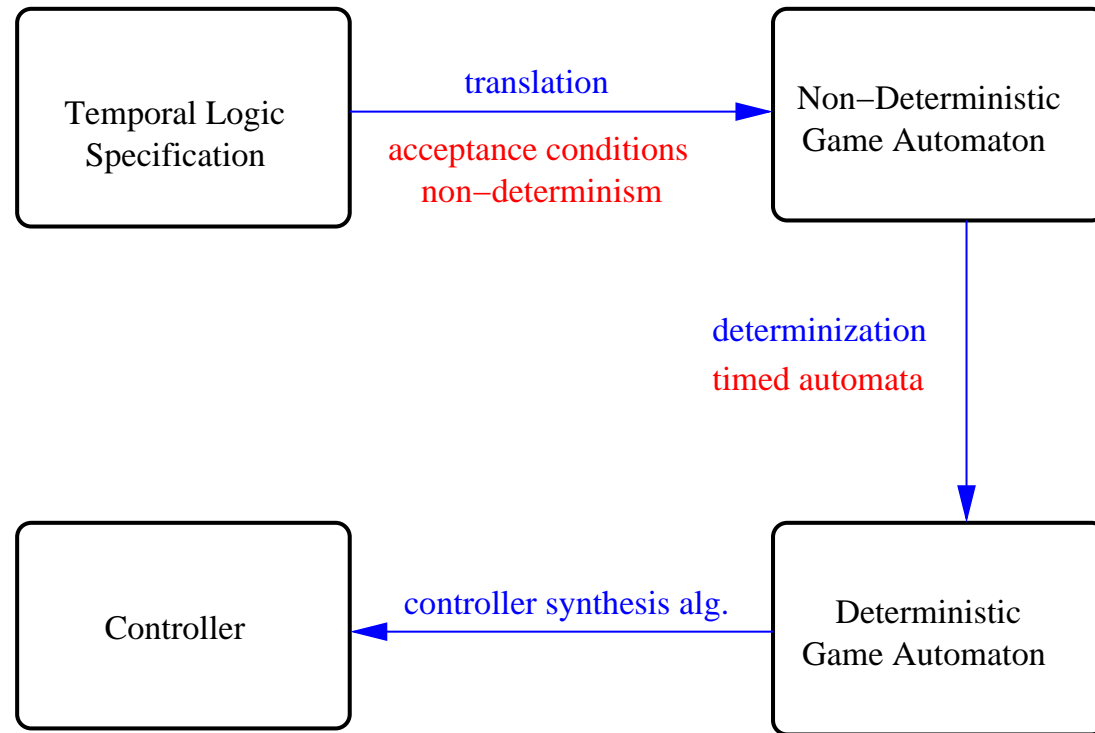 Temporal Logic
Specification
translation
acceptance conditions
non−determinism
Non−Deterministic
Game Automaton
determinization
timed automata
Deterministic
Game Automaton
controller synthesis alg.
Controller